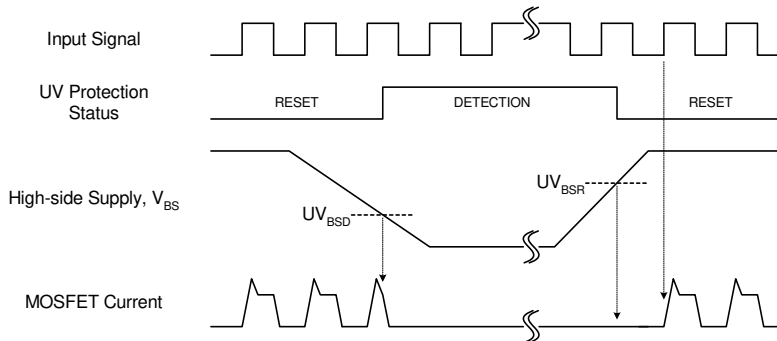 Input Signal
UV Protection
Status
RESET
DETECTION
RESET
High-side Supply, V_BS
UV_BSD
UV_BSR
MOSFET Current